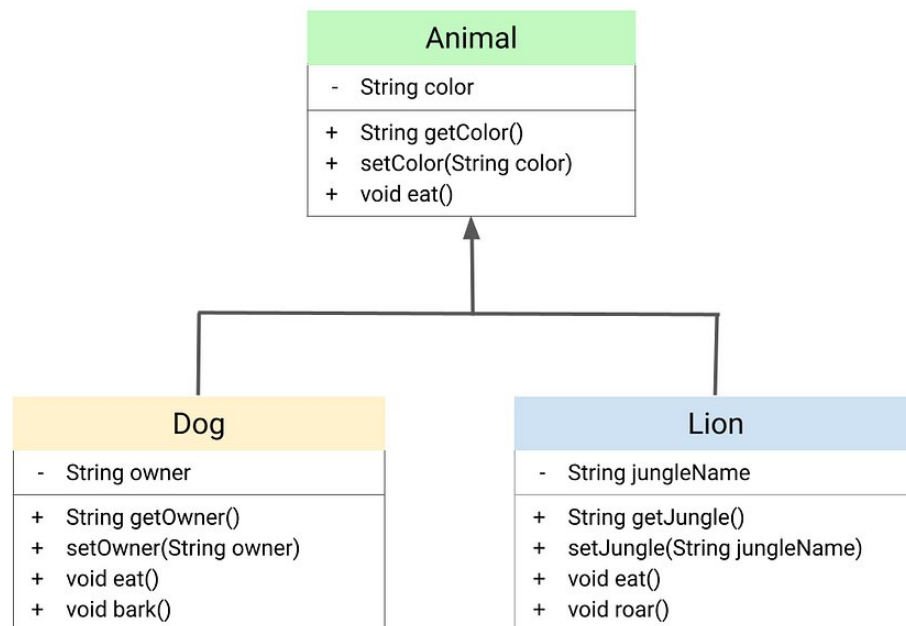 Animal
- String color
+ String getColor()
+ setColor(String color)
+ void eat()
Dog
- String owner
+ String getOwner()
+ setOwner(String owner)
+ void eat()
+ void bark()
Lion
- String jungleName
+ String getJungle()
+ setJungle(String jungleName)
+ void eat()
+ void roar()